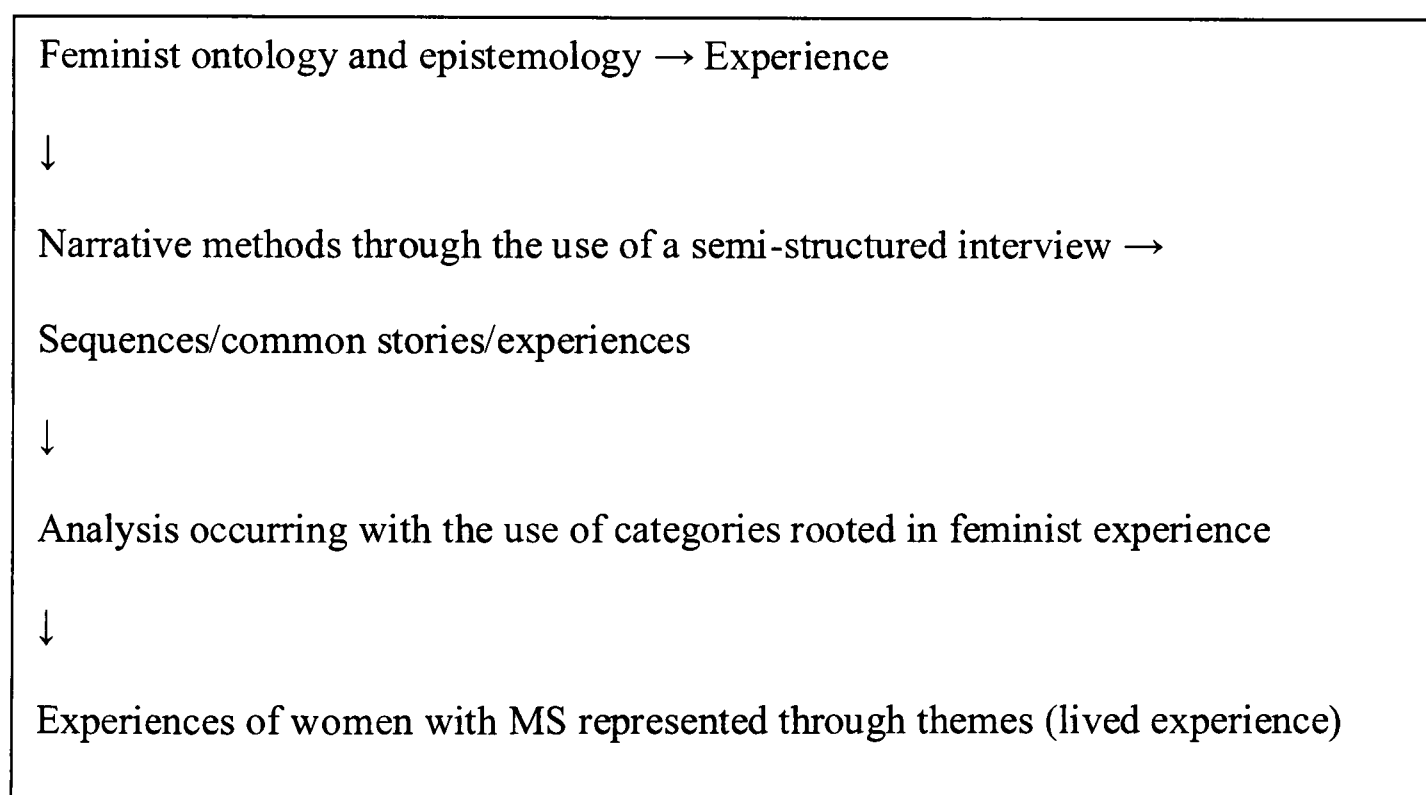 Feminist ontology and epistemology → Experience
↓
Narrative methods through the use of a semi-structured interview →
Sequences/common stories/experiences
↓
Analysis occurring with the use of categories rooted in feminist experience
↓
Experiences of women with MS represented through themes (lived experience)